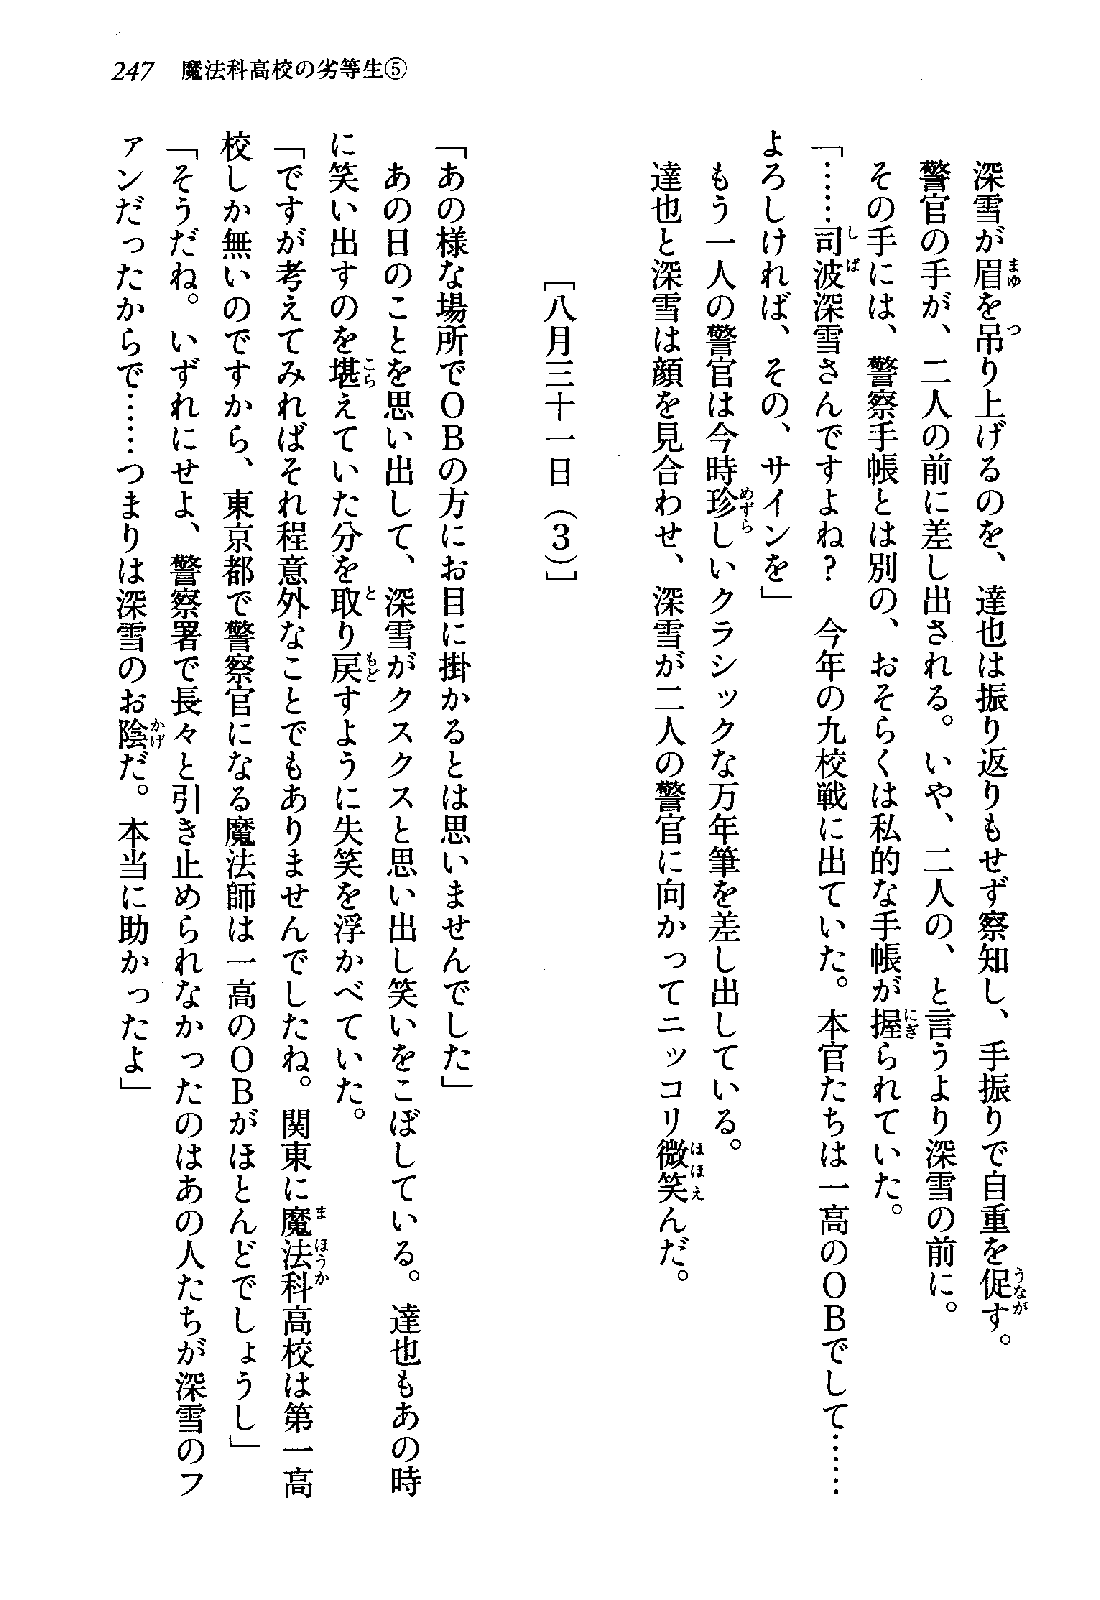 247 魔法科高校の劣等生⑤
深雪が眉を吊り上げるのを、達也は振り返りもせず察知し、手振りで自重を促す。
警官の手が、二人の前に差し出される。いや、二人の、と言うより深雪の前に。
その手には、警察手帳とは別の、おそらくは私的な手帳が握られていた。
「……司波深雪さんですよね？　今年の九校戦に出ていた。本官たちは一高のＯＢでして……
よろしければ、その、サインを」
もう一人の警官は今時珍しいクラシックな万年筆を差し出している。
達也と深雪は顔を見合わせ、深雪が二人の警官に向かってニッコリ微笑んだ。
［八月三十一日（３）］
「あの様な場所でＯＢの方にお目に掛かるとは思いませんでした」
あの日のことを思い出して、深雪がクスクスと思い出し笑いをこぼしている。達也もあの時
に笑い出すのを堪えていた分を取り戻すように失笑を浮かべていた。
「ですが考えてみればそれ程意外なことでもありませんでしたね。関東に魔法科高校は第一高
校しか無いのですから、東京都で警察官になる魔法師は一高のＯＢがほとんどでしょうし」
「そうだね。いずれにせよ、警察署で長々と引き止められなかったのはあの人たちが深雪のフ
ァンだったからで……つまりは深雪のお陰だ。本当に助かったよ」